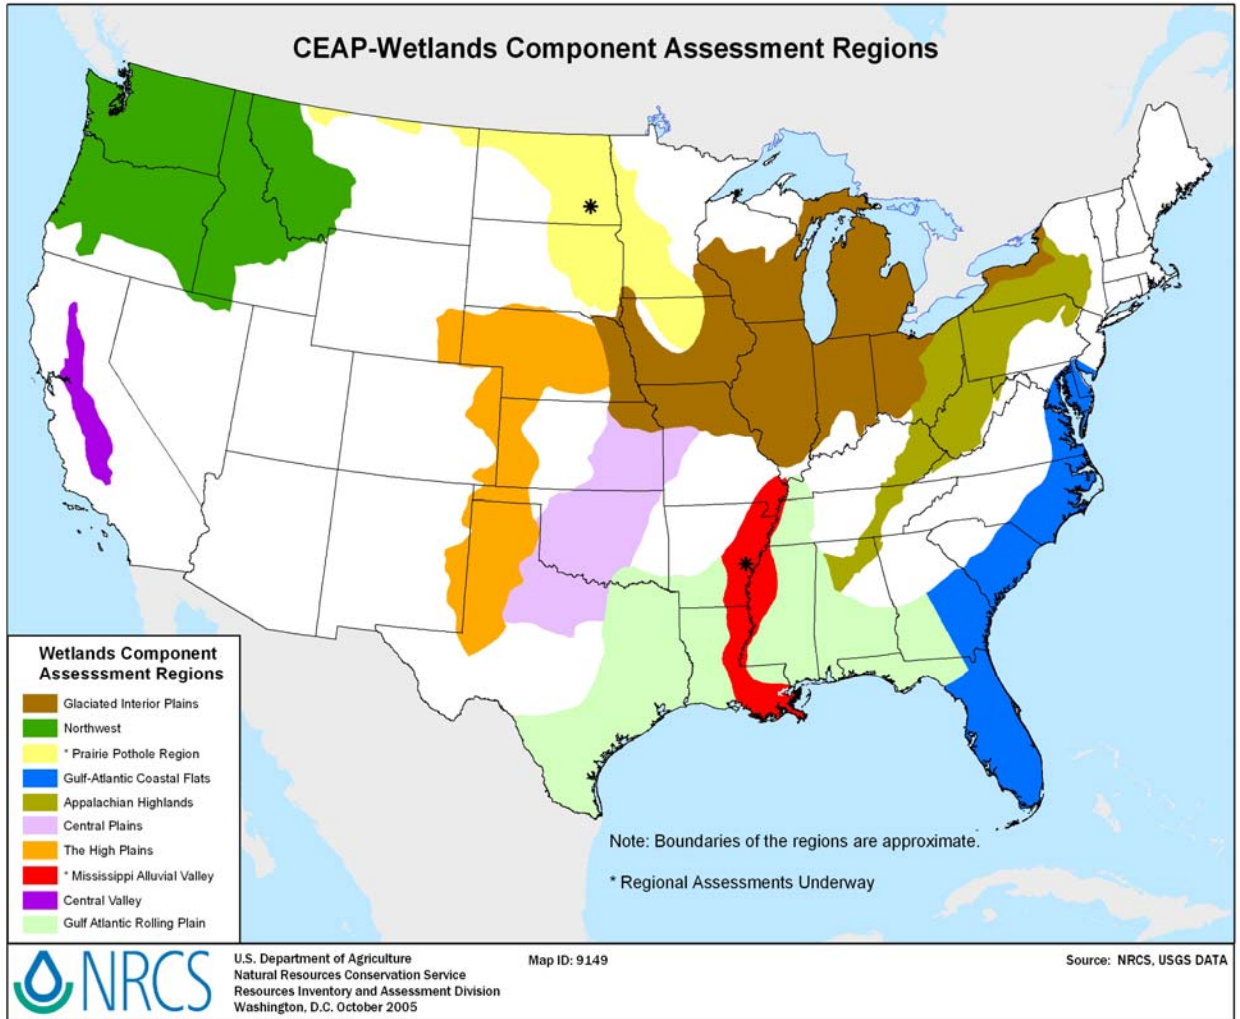 CEAP-Wetlands Component Assessment Regions
Wetlands Component
Assesssment Regions
Glaciated Interior Plains
Northwest
* Prairie Pothole Region
Gulf-Atlantic Coastal Flats
Appalachian Highlands
Central Plains
The High Plains
* Mississippi Alluvial Valley
Central Valley
Gulf Atlantic Rolling Plain
*
*
Note: Boundaries of the regions are approximate.
* Regional Assessments Underway
NRCS
U.S. Department of Agriculture
Natural Resources Conservation Service
Resources Inventory and Assessment Division
Washington, D.C. October 2005
Map ID: 9149
Source: NRCS, USGS DATA